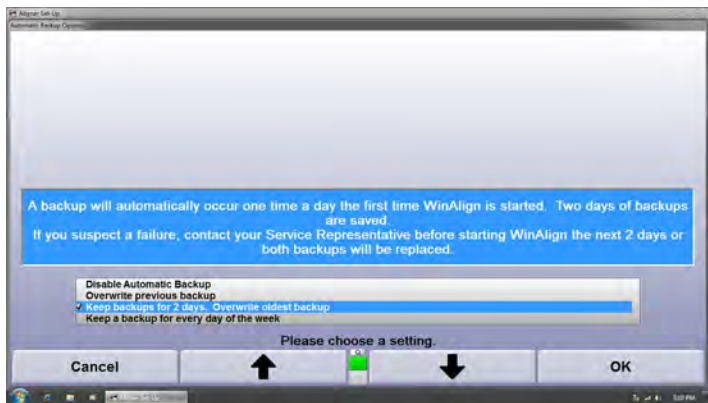 Aligner Set-Up
Automatic Backup Options
A backup will automatically occur one time a day the first time WinAlign is started. Two days of backups
are saved.
If you suspect a failure, contact your Service Representative before starting WinAlign the next 2 days or
both backups will be replaced.
Disable Automatic Backup
Overwrite previous backup
Keep backups for 2 days. Overwrite oldest backup
Keep a backup for every day of the week
Please choose a setting.
Cancel
OK
Aligner Set-Up